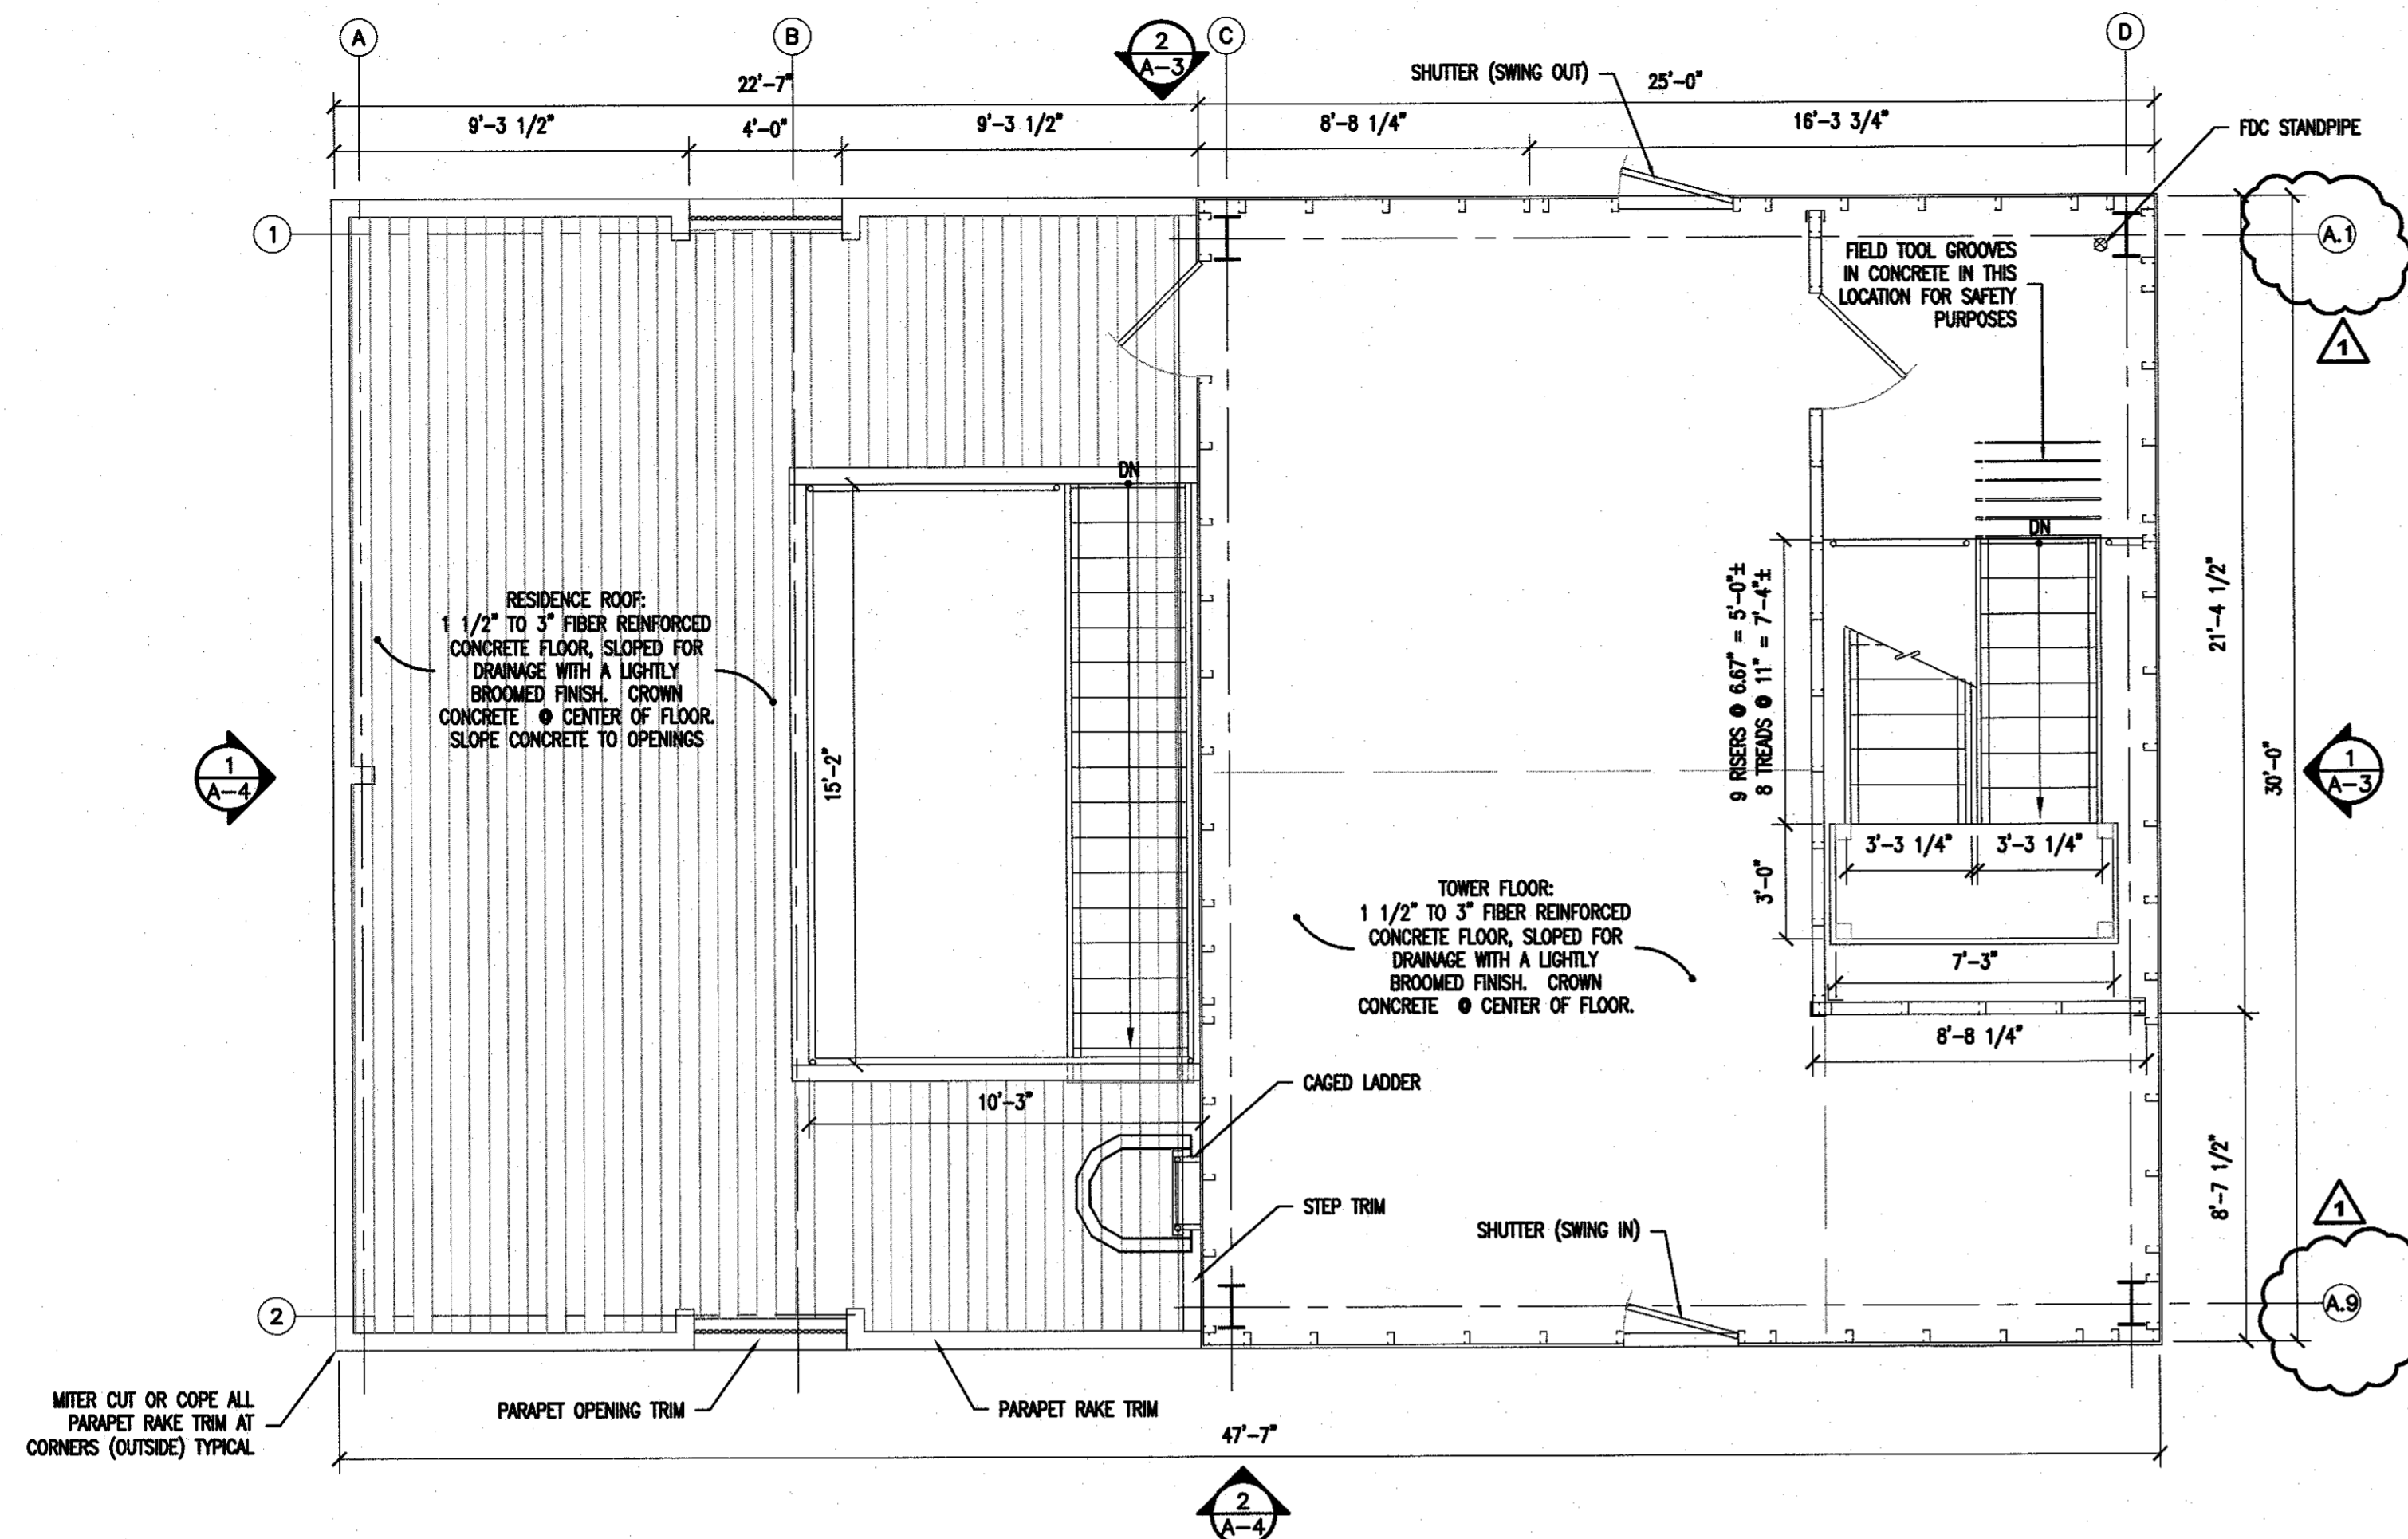 A
B
2
A-3
C
D
22'-7"
SHUTTER (SWING OUT)
25'-0"
9'-3 1/2"
4'-0"
9'-3 1/2"
8'-8 1/4"
16'-3 3/4"
FDC STANDPIPE
1
A.1
1
FIELD TOOL GROOVES
IN CONCRETE IN THIS
LOCATION FOR SAFETY
PURPOSES
DN
DN
RESIDENCE ROOF:
1 1/2" TO 3" FIBER REINFORCED
CONCRETE FLOOR, SLOPED FOR
DRAINAGE WITH A LIGHTLY
BROOMED FINISH. CROWN
CONCRETE @ CENTER OF FLOOR.
SLOPE CONCRETE TO OPENINGS
15'-2"
9 RISERS @ 6.67" = 5'-0"±
8 TREADS @ 11" = 7'-4"±
21'-4 1/2"
30'-0"
1
A-4
1
A-3
3'-3 1/4"
3'-3 1/4"
3'-0"
TOWER FLOOR:
1 1/2" TO 3" FIBER REINFORCED
CONCRETE FLOOR, SLOPED FOR
DRAINAGE WITH A LIGHTLY
BROOMED FINISH. CROWN
CONCRETE @ CENTER OF FLOOR.
7'-3"
8'-8 1/4"
10'-3"
CAGED LADDER
STEP TRIM
SHUTTER (SWING IN)
8'-7 1/2"
1
2
A.9
MITER CUT OR COPE ALL
PARAPET RAKE TRIM AT
CORNERS (OUTSIDE) TYPICAL
PARAPET OPENING TRIM
PARAPET RAKE TRIM
47'-7"
2
A-4